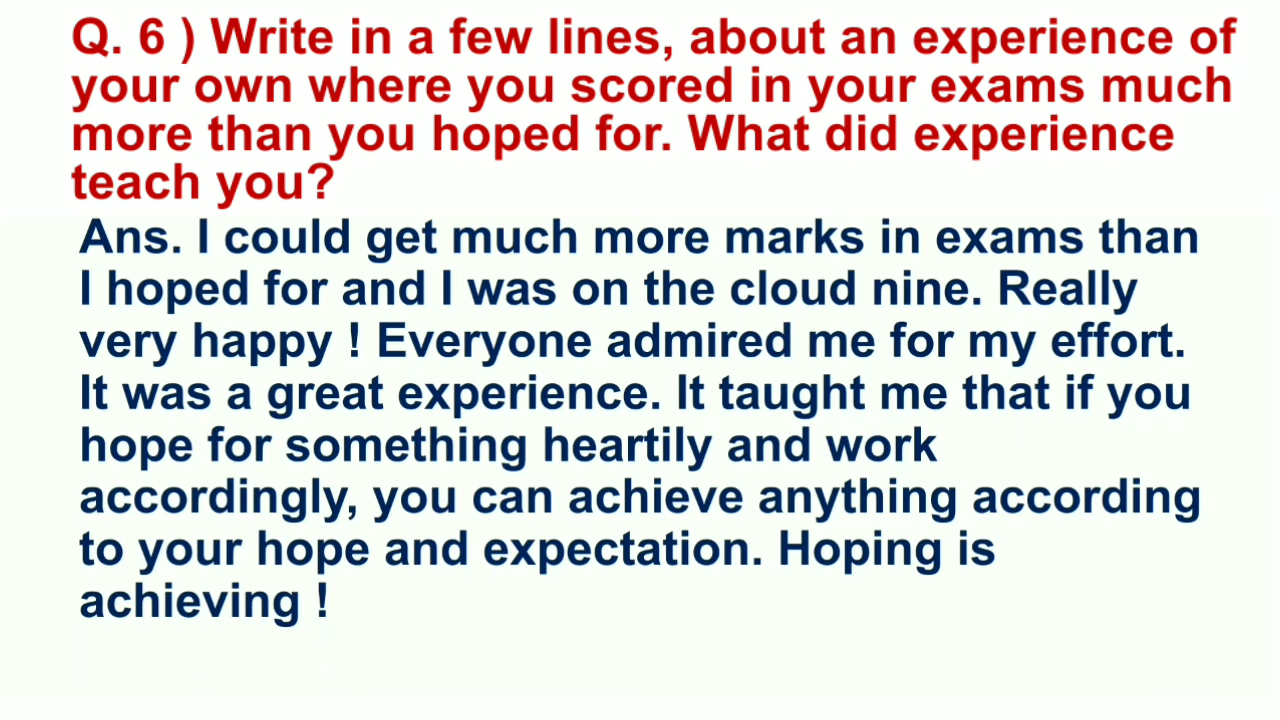 Q. 6 ) Write in a few lines, about an experience of
your own where you scored in your exams much
more than you hoped for. What did experience
teach you?
Ans. I could get much more marks in exams than
I hoped for and I was on the cloud nine. Really
very happy ! Everyone admired me for my effort.
It was a great experience. It taught me that if you
hope for something heartily and work
accordingly, you can achieve anything according
to your hope and expectation. Hoping is
achieving !